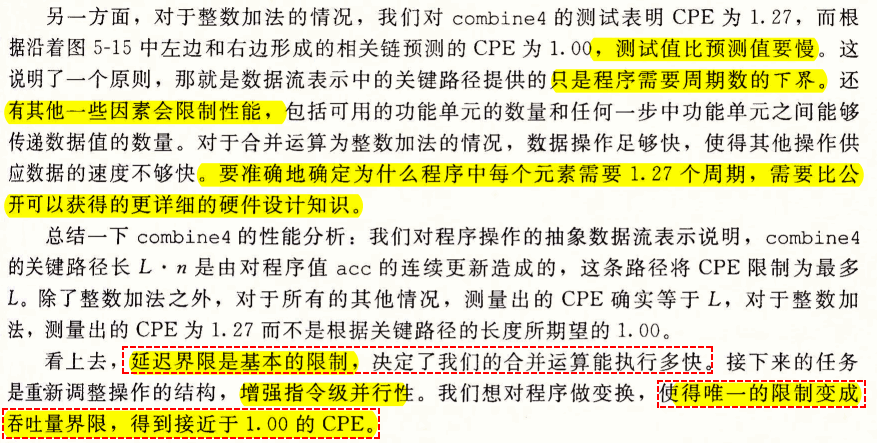 另一方面，对于整数加法的情况，我们对 combine4 的测试表明 CPE 为 1.27，而根
据沿着图 5-15 中左边和右边形成的相关链预测的 CPE 为 1.00，测试值比预测值要慢。这
说明了一个原则，那就是数据流表示中的关键路径提供的只是程序需要周期数的下界。还
有其他一些因素会限制性能，包括可用的功能单元的数量和任何一步中功能单元之间能够
传递数据值的数量。对于合并运算为整数加法的情况，数据操作足够快，使得其他操作供
应数据的速度不够快。要准确地确定为什么程序中每个元素需要 1.27 个周期，需要比公
开可以获得的更详细的硬件设计知识。
总结一下 combine4 的性能分析：我们对程序操作的抽象数据流表示说明，combine4
的关键路径长 L·n 是由对程序值 acc 的连续更新造成的，这条路径将 CPE 限制为最多
L。除了整数加法之外，对于所有的其他情况，测量出的 CPE 确实等于 L，对于整数加
法，测量出的 CPE 为 1.27 而不是根据关键路径的长度所期望的 1.00。
看上去，延迟界限是基本的限制，决定了我们的合并运算能执行多快。接下来的任务
是重新调整操作的结构，增强指令级并行性。我们想对程序做变换，使得唯一的限制变成
吞吐量界限，得到接近于 1.00 的 CPE。